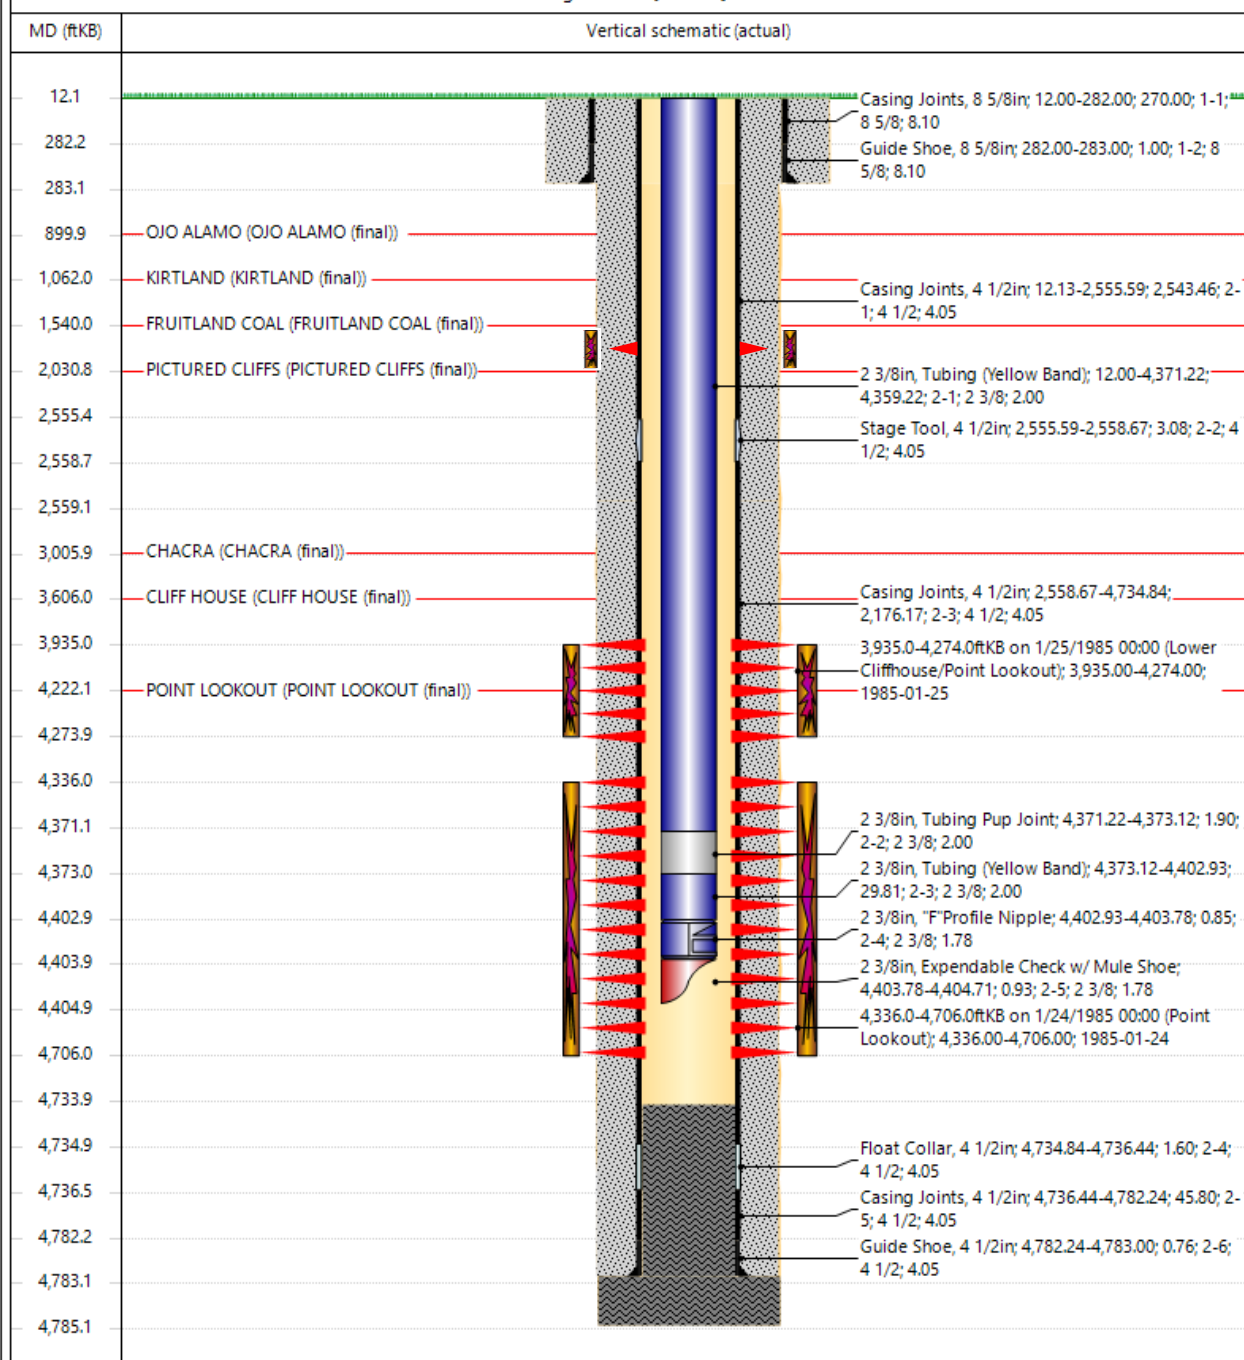 MD (ftKB)
Vertical schematic (actual)
12.1
Casing Joints, 8 5/8in; 12.00-282.00; 270.00; 1-1;
8 5/8; 8.10
282.2
Guide Shoe, 8 5/8in; 282.00-283.00; 1.00; 1-2; 8
5/8; 8.10
283.1
899.9
OJO ALAMO (OJO ALAMO (final))
1,062.0
KIRTLAND (KIRTLAND (final))
Casing Joints, 4 1/2in; 12.13-2,555.59; 2,543.46; 2-
1; 4 1/2; 4.05
1,540.0
FRUITLAND COAL (FRUITLAND COAL (final))
2,030.8
PICTURED CLIFFS (PICTURED CLIFFS (final))
2 3/8in, Tubing (Yellow Band); 12.00-4,371.22;
4,359.22; 2-1; 2 3/8; 2.00
2,555.4
Stage Tool, 4 1/2in; 2,555.59-2,558.67; 3.08; 2-2; 4
1/2; 4.05
2,558.7
2,559.1
3,005.9
CHACRA (CHACRA (final))
3,606.0
CLIFF HOUSE (CLIFF HOUSE (final))
Casing Joints, 4 1/2in; 2,558.67-4,734.84;
2,176.17; 2-3; 4 1/2; 4.05
3,935.0
3,935.0-4,274.0ftKB on 1/25/1985 00:00 (Lower
Cliffhouse/Point Lookout); 3,935.00-4,274.00;
1985-01-25
4,222.1
POINT LOOKOUT (POINT LOOKOUT (final))
4,273.9
4,336.0
4,371.1
2 3/8in, Tubing Pup Joint; 4,371.22-4,373.12; 1.90;
2-2; 2 3/8; 2.00
4,373.0
2 3/8in, Tubing (Yellow Band); 4,373.12-4,402.93;
29.81; 2-3; 2 3/8; 2.00
4,402.9
2 3/8in, "F"Profile Nipple; 4,402.93-4,403.78; 0.85;
2-4; 2 3/8; 1.78
4,403.9
2 3/8in, Expendable Check w/ Mule Shoe;
4,403.78-4,404.71; 0.93; 2-5; 2 3/8; 1.78
4,404.9
4,336.0-4,706.0ftKB on 1/24/1985 00:00 (Point
Lookout); 4,336.00-4,706.00; 1985-01-24
4,706.0
4,733.9
4,734.9
Float Collar, 4 1/2in; 4,734.84-4,736.44; 1.60; 2-4;
4 1/2; 4.05
4,736.5
Casing Joints, 4 1/2in; 4,736.44-4,782.24; 45.80; 2-
5; 4 1/2; 4.05
4,782.2
Guide Shoe, 4 1/2in; 4,782.24-4,783.00; 0.76; 2-6;
4 1/2; 4.05
4,783.1
4,785.1